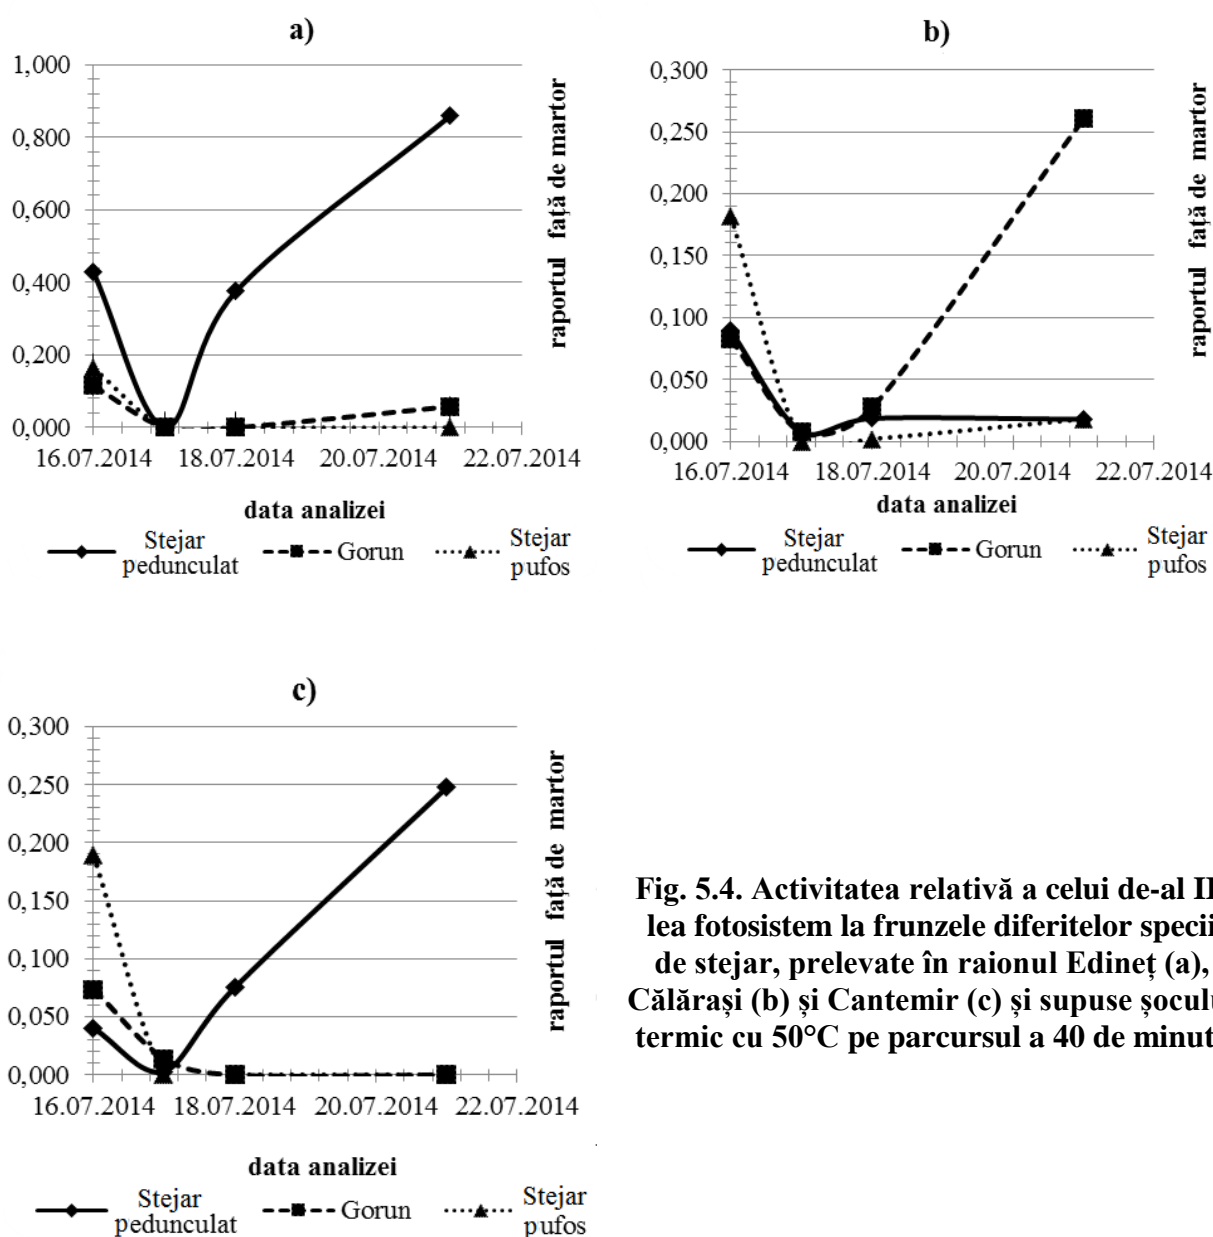 a)
1,000
0,800
0,600
0,400
0,200
0,000
16.07.2014 18.07.2014 20.07.2014 22.07.2014
raportul față de martor
data analizei
Stejar pedunculat
Gorun
Stejar pufos
b)
0,300
0,250
0,200
0,150
0,100
0,050
0,000
16.07.2014 18.07.2014 20.07.2014 22.07.2014
raportul față de martor
data analizei
Stejar pedunculat
Gorun
Stejar pufos
c)
0,300
0,250
0,200
0,150
0,100
0,050
0,000
16.07.2014 18.07.2014 20.07.2014 22.07.2014
raportul față de martor
data analizei
Stejar pedunculat
Gorun
Stejar pufos
Fig. 5.4. Activitatea relativă a celui de-al II
lea fotosistem la frunzele diferitelor specii
de stejar, prelevate în raionul Edineț (a),
Călărași (b) și Cantemir (c) și supuse șocul
termic cu 50°C pe parcursul a 40 de minut